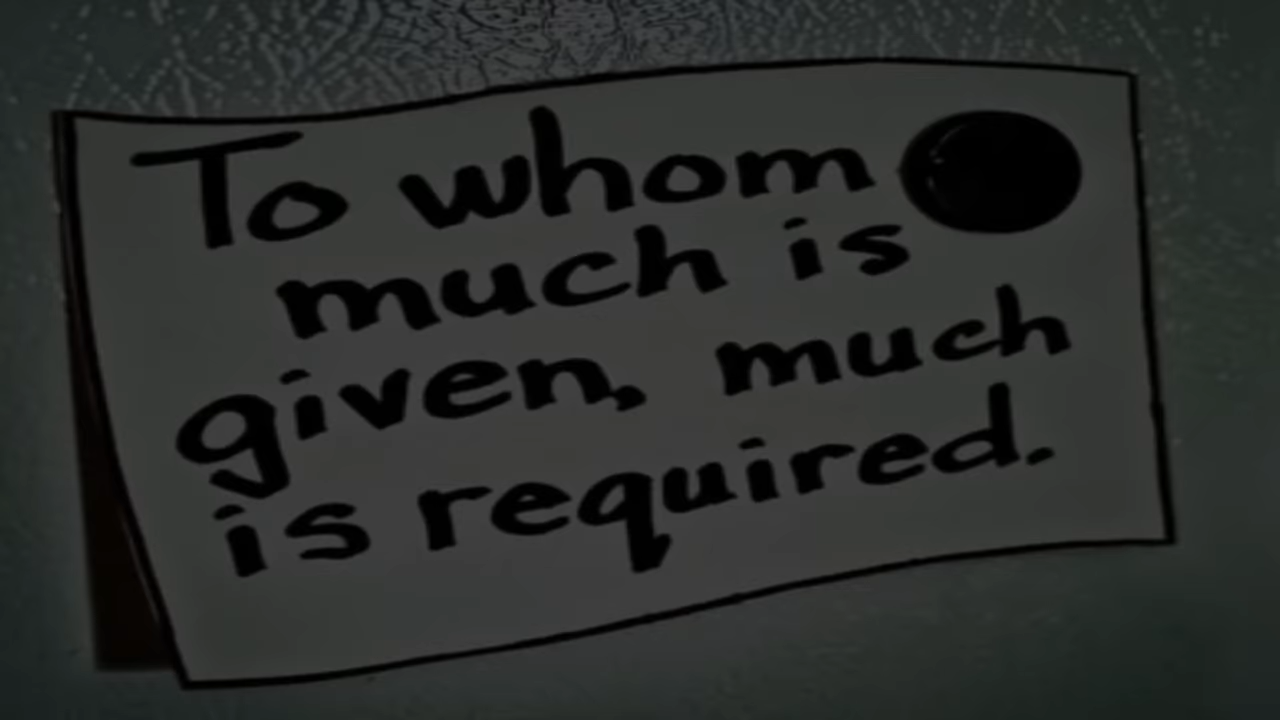 To whom
much is
given, much
is required.